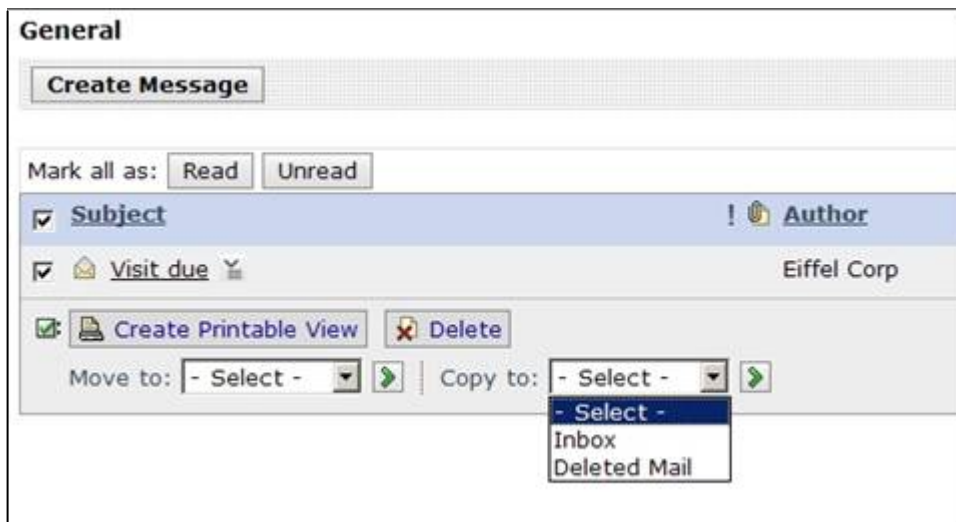 General
Create Message
Mark all as: Read Unread
Subject ! Author
Visit due Eiffel Corp
Create Printable View Delete
Move to: - Select - Copy to: - Select -
- Select -
Inbox
Deleted Mail